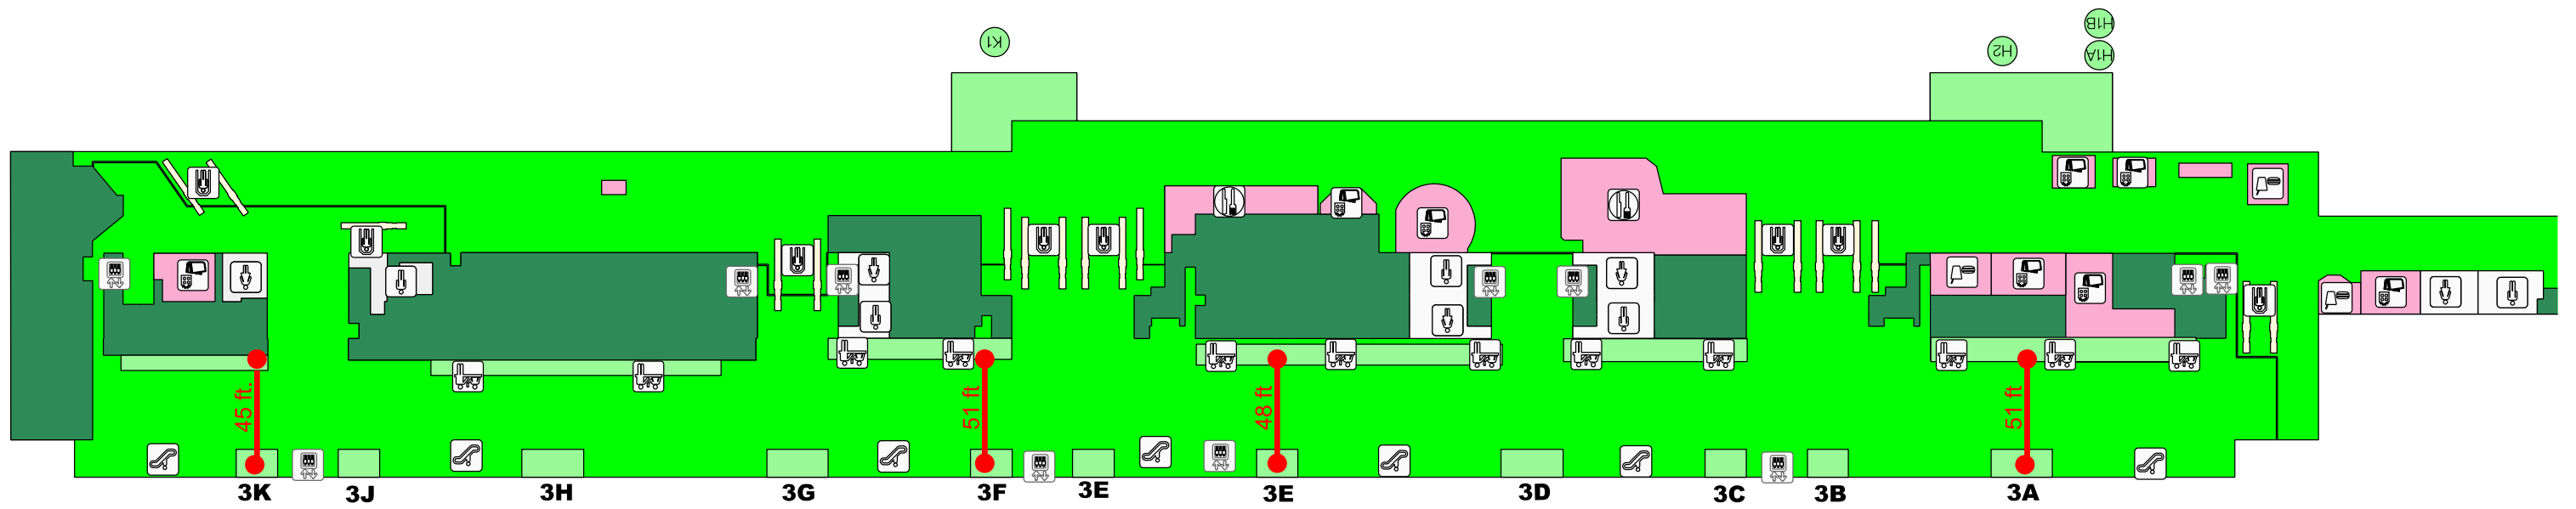 K1
H2
H1B
H1A
45 ft.
51 ft
48 ft
51 ft
3K
3J
3H
3G
3F
3E
3E
3D
3C
3B
3A